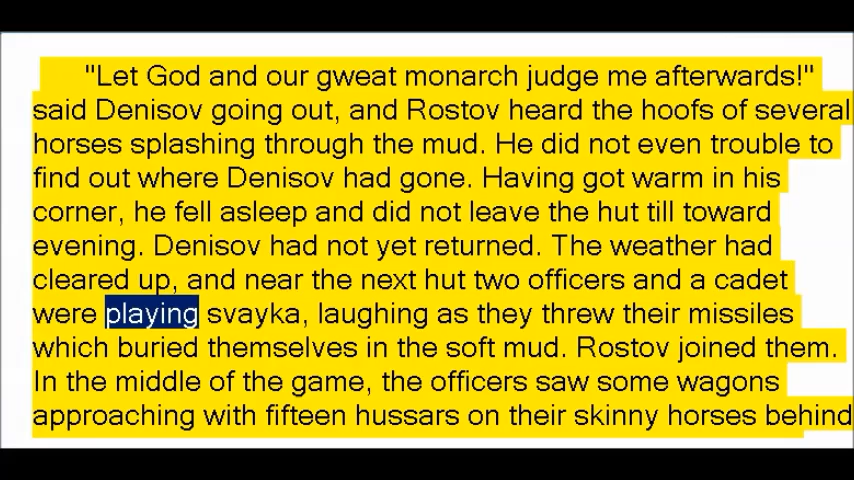 "Let God and our gweat monarch judge me afterwards!"
said Denisov going out, and Rostov heard the hoofs of several
horses splashing through the mud. He did not even trouble to
find out where Denisov had gone. Having got warm in his
corner, he fell asleep and did not leave the hut till toward
evening. Denisov had not yet returned. The weather had
cleared up, and near the next hut two officers and a cadet
were playing svayka, laughing as they threw their missiles
which buried themselves in the soft mud. Rostov joined them.
In the middle of the game, the officers saw some wagons
approaching with fifteen hussars on their skinny horses behind